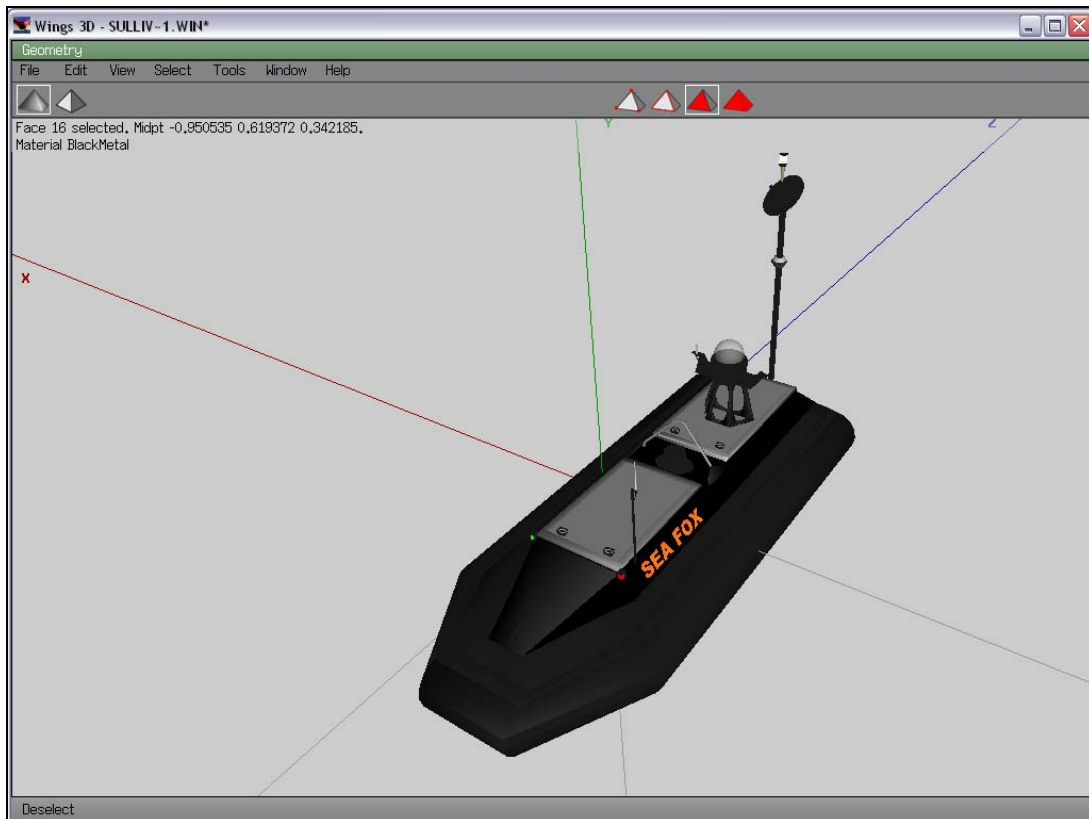 Wings 3D - SULLIV~1.WIN*
Geometry
File Edit View Select Tools Window Help
Face 16 selected. Midpt -0.950535 0.619372 0.342185.
Material BlackMetal
Y
Z
X
SEA FOX
Deselect